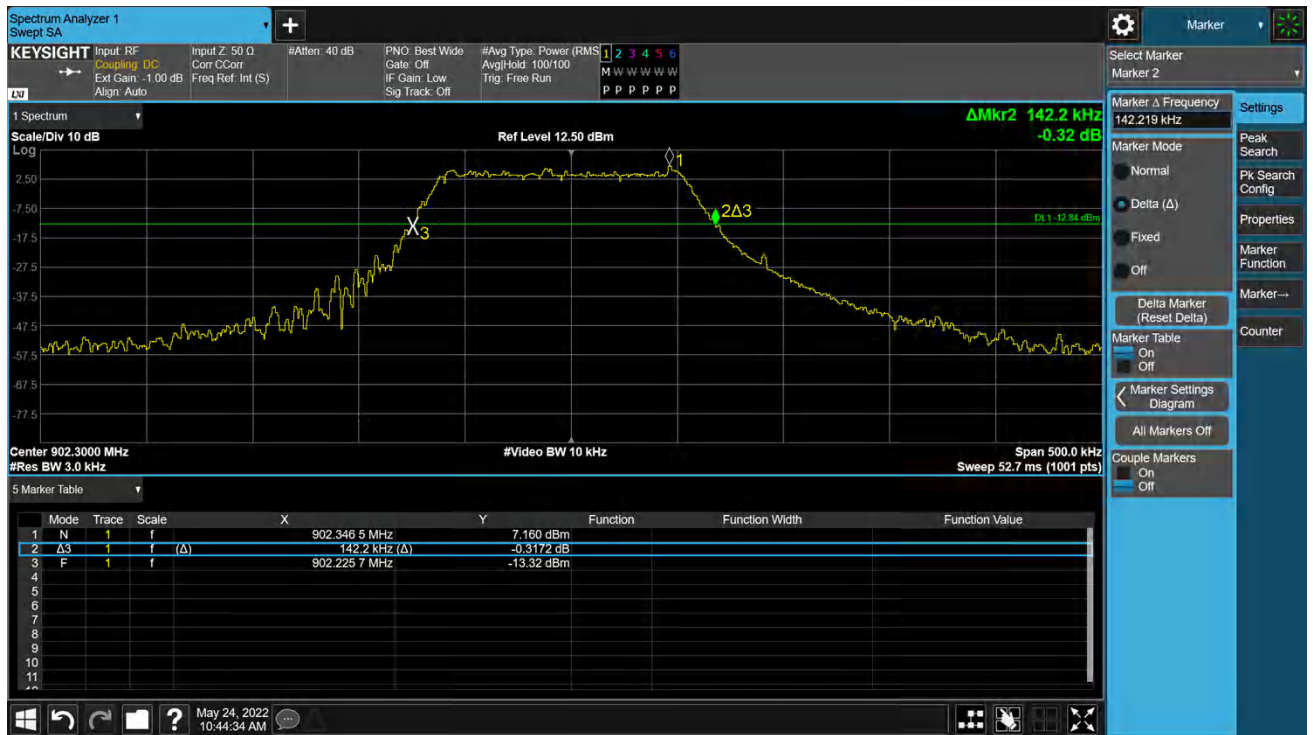 Spectrum Analyzer 1
Swept SA
+
Marker
KEYSIGHT
LXI
Input: RF
Coupling: DC
Ext Gain: -1.00 dB
Align: Auto
Input Z: 50 Ω
Corr CCorr
Freq Ref: Int (S)
#Atten: 40 dB
PNO: Best Wide
Gate: Off
IF Gain: Low
Sig Track: Off
#Avg Type: Power (RMS
Avg|Hold: 100/100
Trig: Free Run
1 2 3 4 5 6
M W W W W W
P P P P P P
1 Spectrum
Scale/Div 10 dB
Log
Ref Level 12.50 dBm
ΔMkr2 142.2 kHz
-0.32 dB
1
2.50
-7.50
2Δ3
DL1 -12.84 dBm
3
-17.5
-27.5
-37.5
-47.5
-57.5
-67.5
-77.5
Center 902.3000 MHz
#Video BW 10 kHz
Span 500.0 kHz
#Res BW 3.0 kHz
Sweep 52.7 ms (1001 pts)
5 Marker Table
Mode Trace Scale X Y Function Function Width Function Value
1 N 1 f 902.346 5 MHz 7.160 dBm
2 Δ3 1 f (Δ) 142.2 kHz (Δ) -0.3172 dB
3 F 1 f 902.225 7 MHz -13.32 dBm
4
5
6
7
8
9
10
11
Select Marker
Marker 2
Marker Δ Frequency
142.219 kHz
Marker Mode
Normal
Delta (Δ)
Fixed
Off
Delta Marker
(Reset Delta)
Marker Table
On
Off
Marker Settings
Diagram
All Markers Off
Couple Markers
On
Off
Settings
Peak
Search
Pk Search
Config
Properties
Marker
Function
Marker→
Counter
?
May 24, 2022
10:44:34 AM